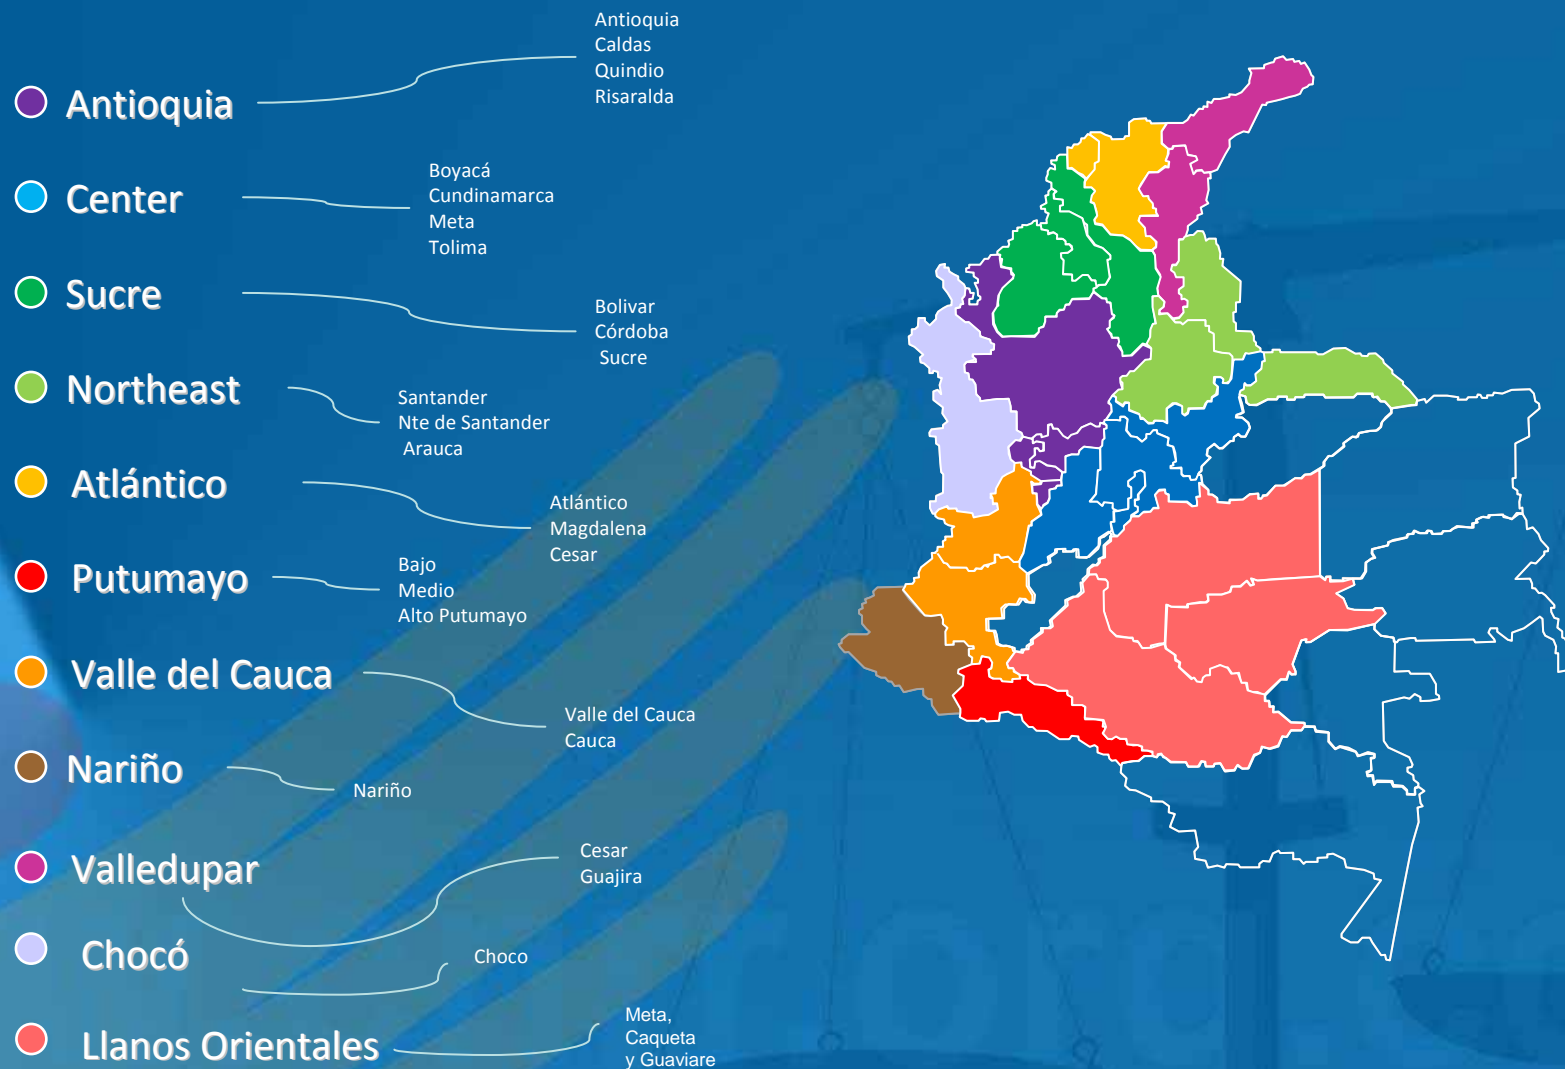 Antioquia
Antioquia
Caldas
Quindio
Risaralda
Center
Boyacá
Cundinamarca
Meta
Tolima
Sucre
Bolivar
Córdoba
Sucre
Northeast
Santander
Nte de Santander
Arauca
Atlántico
Atlántico
Magdalena
Cesar
Putumayo
Bajo
Medio
Alto Putumayo
Valle del Cauca
Valle del Cauca
Cauca
Nariño
Nariño
Valledupar
Cesar
Guajira
Chocó
Choco
Llanos Orientales
Meta,
Caqueta
y Guaviare